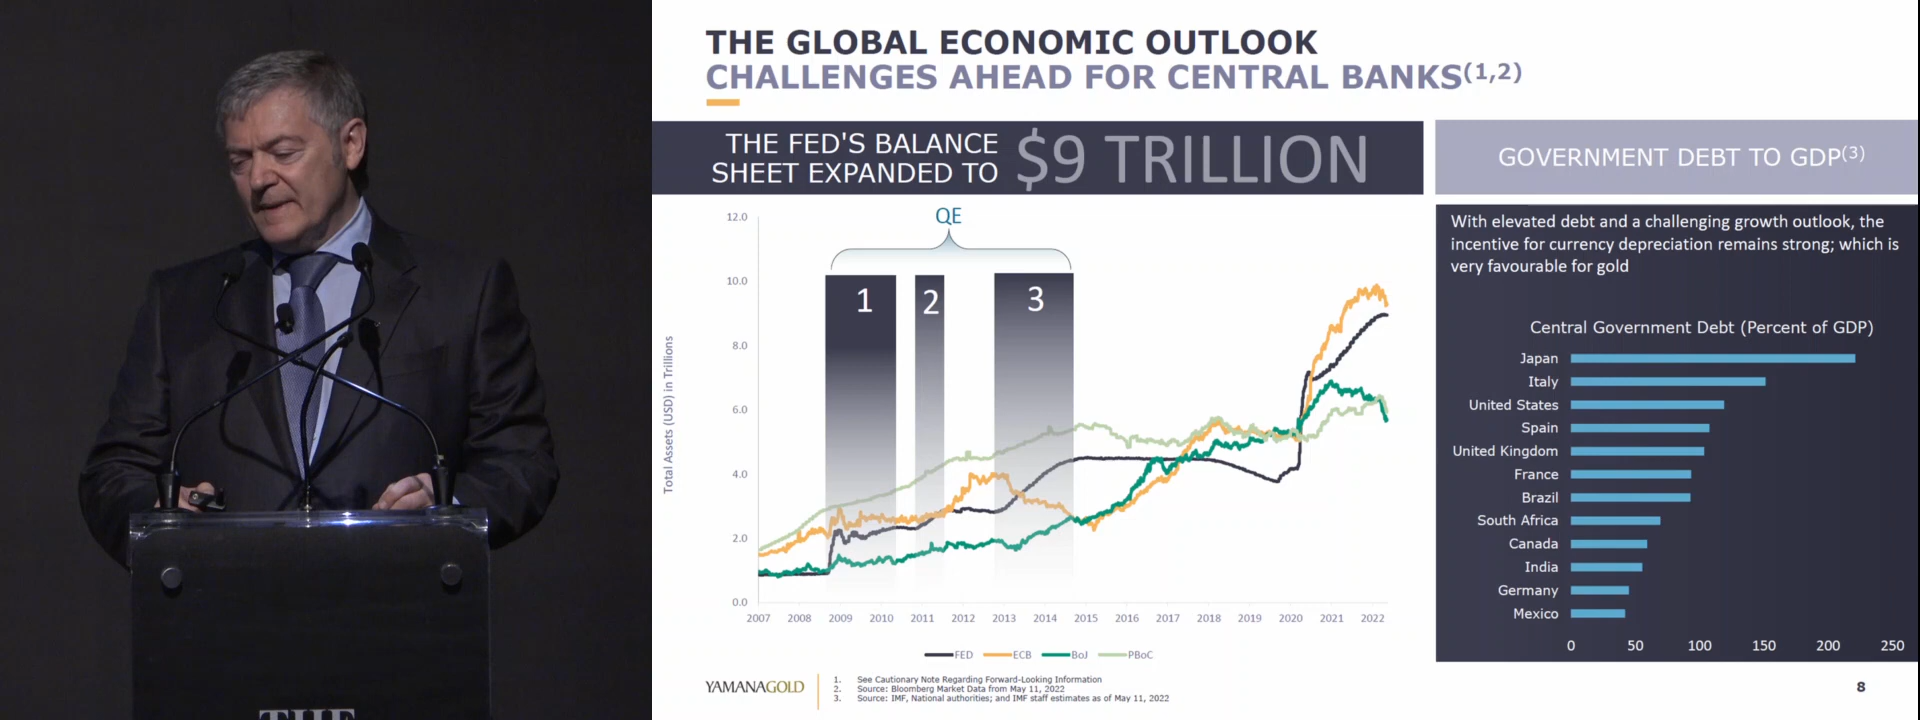 THE GLOBAL ECONOMIC OUTLOOK
CHALLENGES AHEAD FOR CENTRAL BANKS(1,2)
THE FED'S BALANCE
SHEET EXPANDED TO
$9 TRILLION
GOVERNMENT DEBT TO GDP(3)
QE
1
2
3
Total Assets (USD) in Trillions
12.0
10.0
8.0
6.0
4.0
2.0
0.0
2007 2008 2009 2010 2011 2012 2013 2014 2015 2016 2017 2018 2019 2020 2021 2022
FED ECB BoJ PBoC
With elevated debt and a challenging growth outlook, the
incentive for currency depreciation remains strong; which is
very favourable for gold
Central Government Debt (Percent of GDP)
Japan
Italy
United States
Spain
United Kingdom
France
Brazil
South Africa
Canada
India
Germany
Mexico
0 50 100 150 200 250
YAMANAGOLD
1. See Cautionary Note Regarding Forward-Looking Information
2. Source: Bloomberg Market Data from May 11, 2022
3. Source: IMF, National authorities; and IMF staff estimates as of May 11, 2022
8
THE